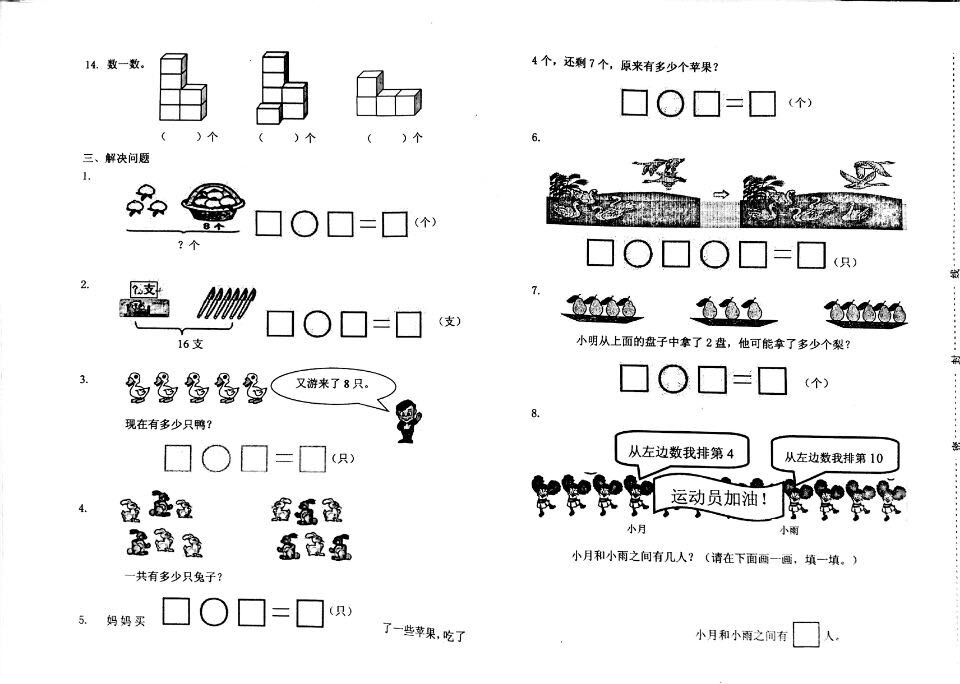 14. 数一数。
（ ）个 （ ）个 （ ）个
三、解决问题
1.
8个
？个
（个）
2.
?支
16支
（支）
3.
又游来了 8 只。
现在有多少只鸭？
（只）
4.
一共有多少只兔子？
（只）
5. 妈妈买
了一些苹果，吃了
4 个，还剩 7 个，原来有多少个苹果？
（个）
6.
（只）
7.
小明从上面的盘子中拿了 2 盘，他可能拿了多少个梨？
（个）
8.
从左边数我排第 4
从左边数我排第 10
运动员加油！
小月
小雨
小月和小雨之间有几人？（请在下面画一画，填一填。）
小月和小雨之间有 人。
线
封
密